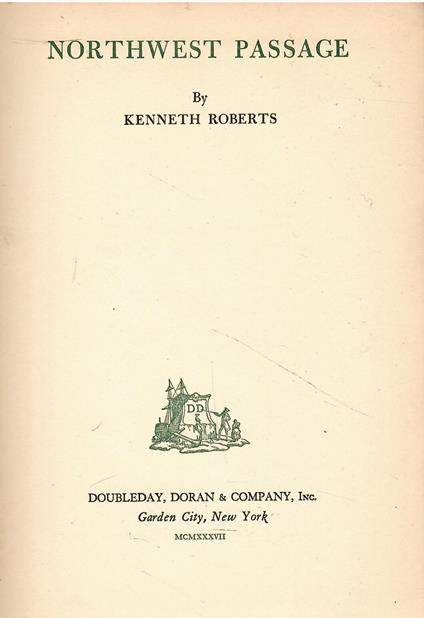 NORTHWEST PASSAGE
By
KENNETH ROBERTS
DD
DOUBLEDAY, DORAN & COMPANY, INC.
Garden City, New York
MCMXXXVII